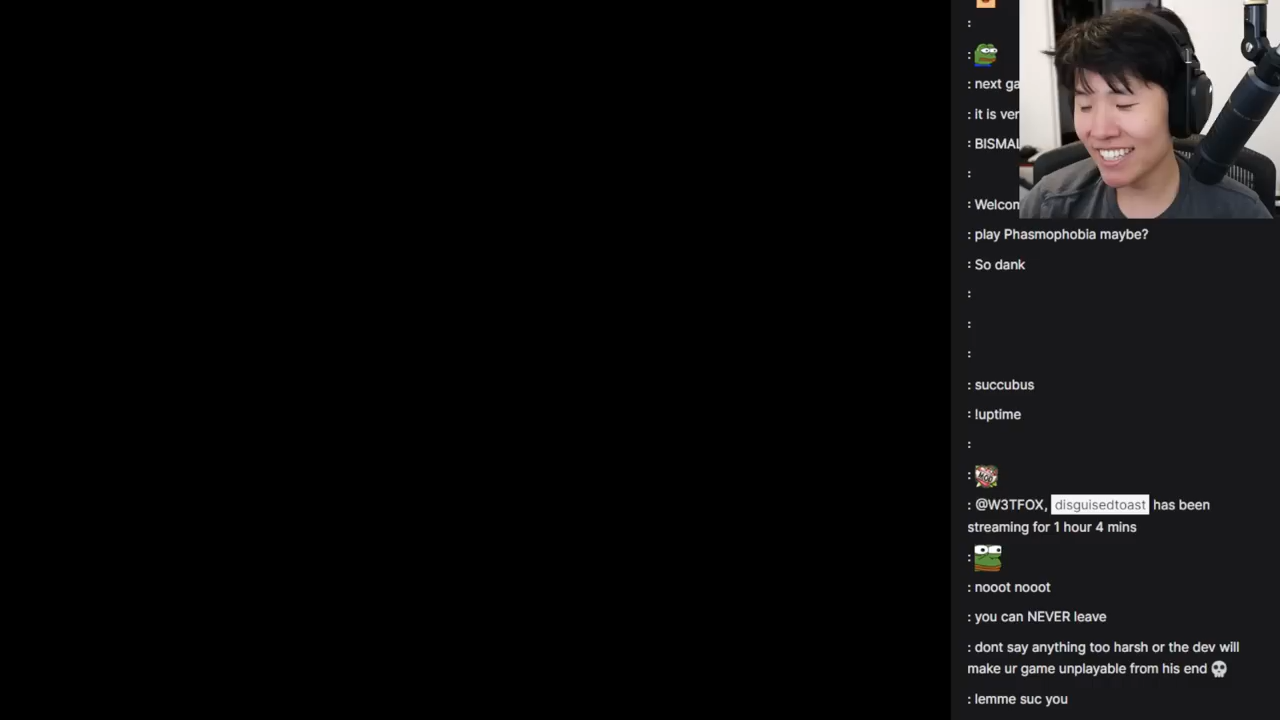 :
:
: next ga
: it is ver
: BISMAL
:
: Welcom
: play Phasmophobia maybe?
: So dank
:
:
:
: succubus
: !uptime
:
:
: @W3TFOX, disguisedtoast has been
streaming for 1 hour 4 mins
:
: nooot nooot
: you can NEVER leave
: dont say anything too harsh or the dev will
make ur game unplayable from his end 💀
: lemme suc you